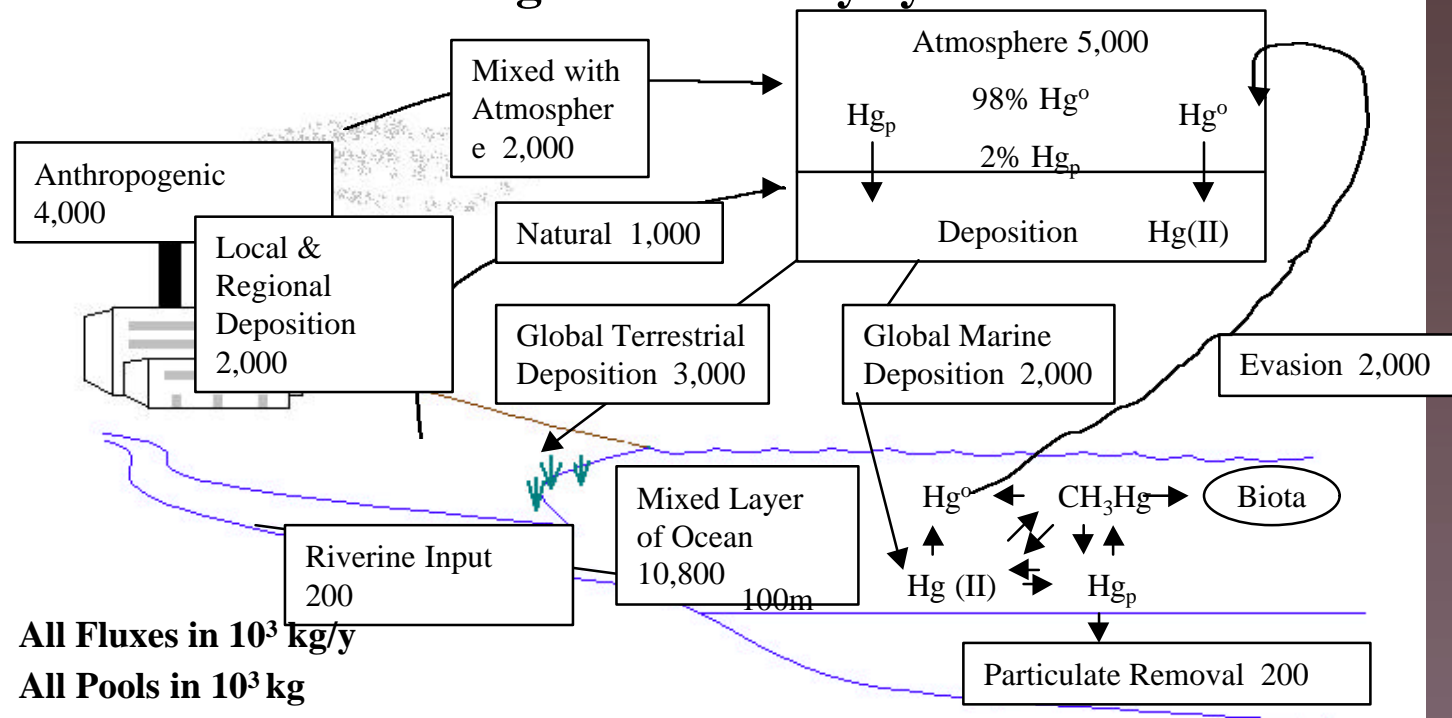 Mixed with
Atmospher
e 2,000
Atmosphere 5,000
98% Hgº
Hgₚ
Hgº
2% Hgₚ
Deposition
Hg(II)
Anthropogenic
4,000
Local &
Regional
Deposition
2,000
Natural 1,000
Global Terrestrial
Deposition 3,000
Global Marine
Deposition 2,000
Evasion 2,000
Mixed Layer
of Ocean
10,800
100m
Hgº
CH₃Hg
Biota
Hg (II)
Hgₚ
Riverine Input
200
Particulate Removal 200
All Fluxes in 10³ kg/y
All Pools in 10³ kg